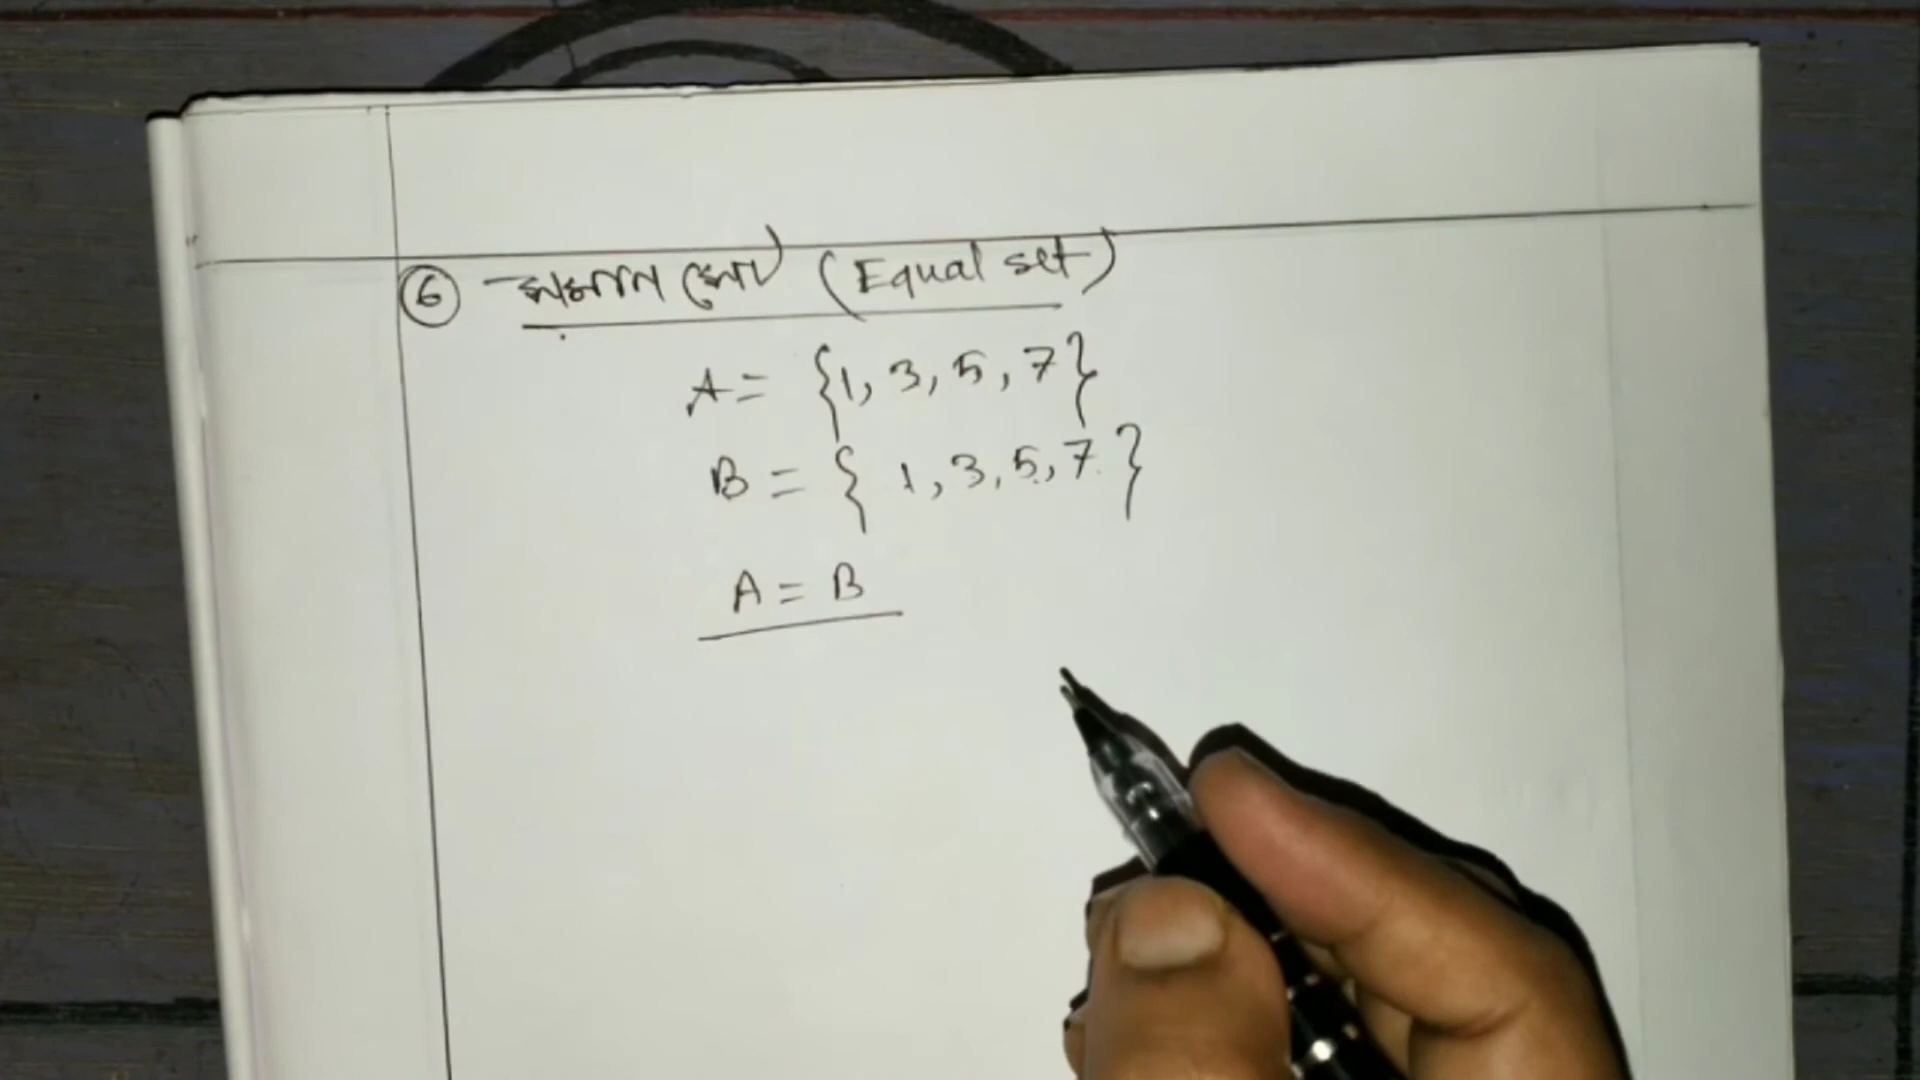 ⑥ সমান সেট (Equal set)
A = {1, 3, 5, 7}
B = { 1, 3, 5, 7 }
A = B